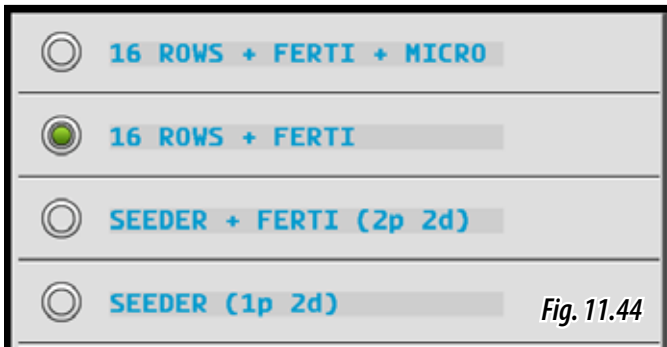 16 ROWS + FERTI + MICRO
16 ROWS + FERTI
SEEDER + FERTI (2p 2d)
SEEDER (1p 2d)
Fig. 11.44